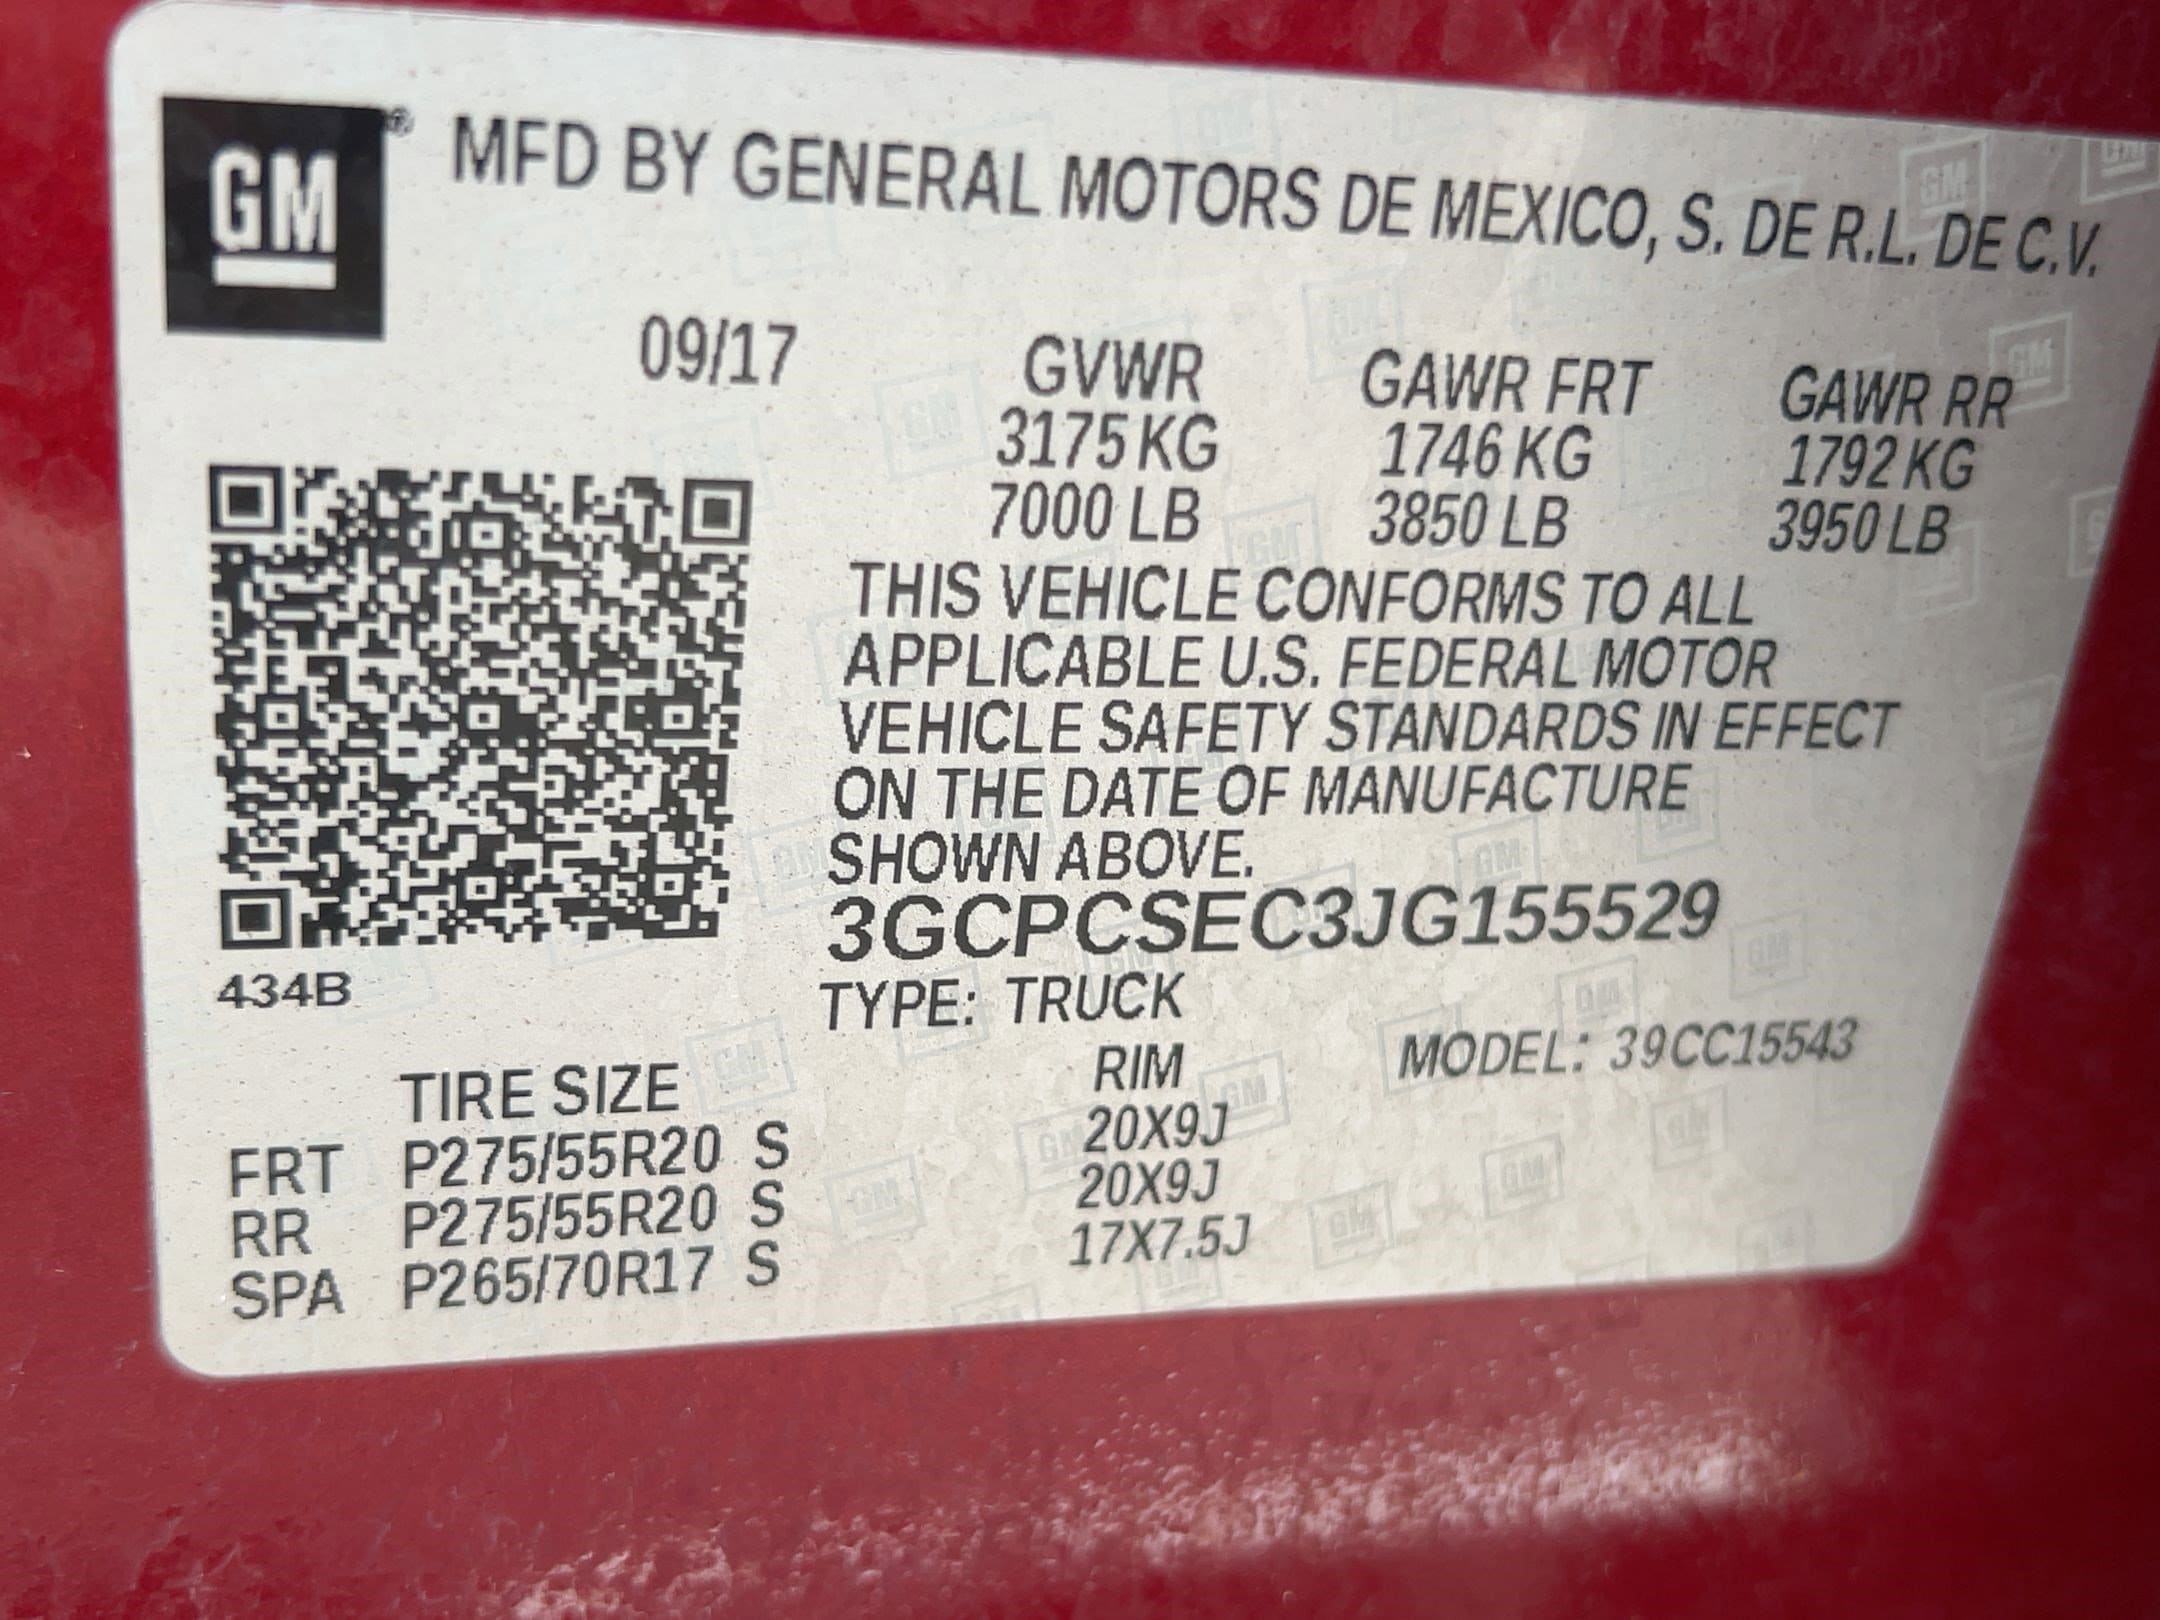 GM® MFD BY GENERAL MOTORS DE MEXICO, S. DE R.L. DE C.V.
09/17 GVWR GAWR FRT GAWR RR
3175 KG 1746 KG 1792 KG
7000 LB 3850 LB 3950 LB
THIS VEHICLE CONFORMS TO ALL
APPLICABLE U.S. FEDERAL MOTOR
VEHICLE SAFETY STANDARDS IN EFFECT
ON THE DATE OF MANUFACTURE
SHOWN ABOVE.
3GCPCSEC3JG155529
434B
TYPE: TRUCK
MODEL: 39CC15543
TIRE SIZE RIM
FRT P275/55R20 S 20X9J
RR P275/55R20 S 20X9J
SPA P265/70R17 S 17X7.5J